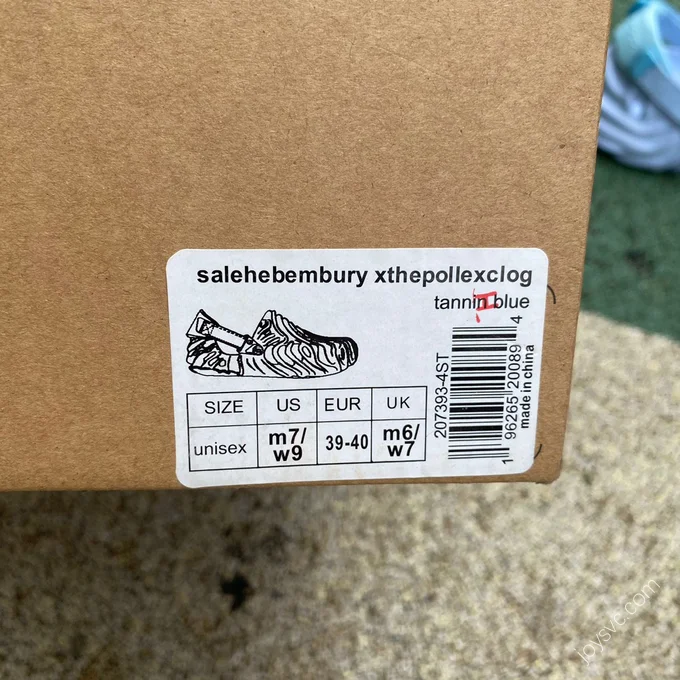 salehebembury xthepollexclog
tannin blue
SIZE US EUR UK
unisex m7/w9 39-40 m6/w7
207393-4ST
1 96265 20089 4
made in china
joysvc.com